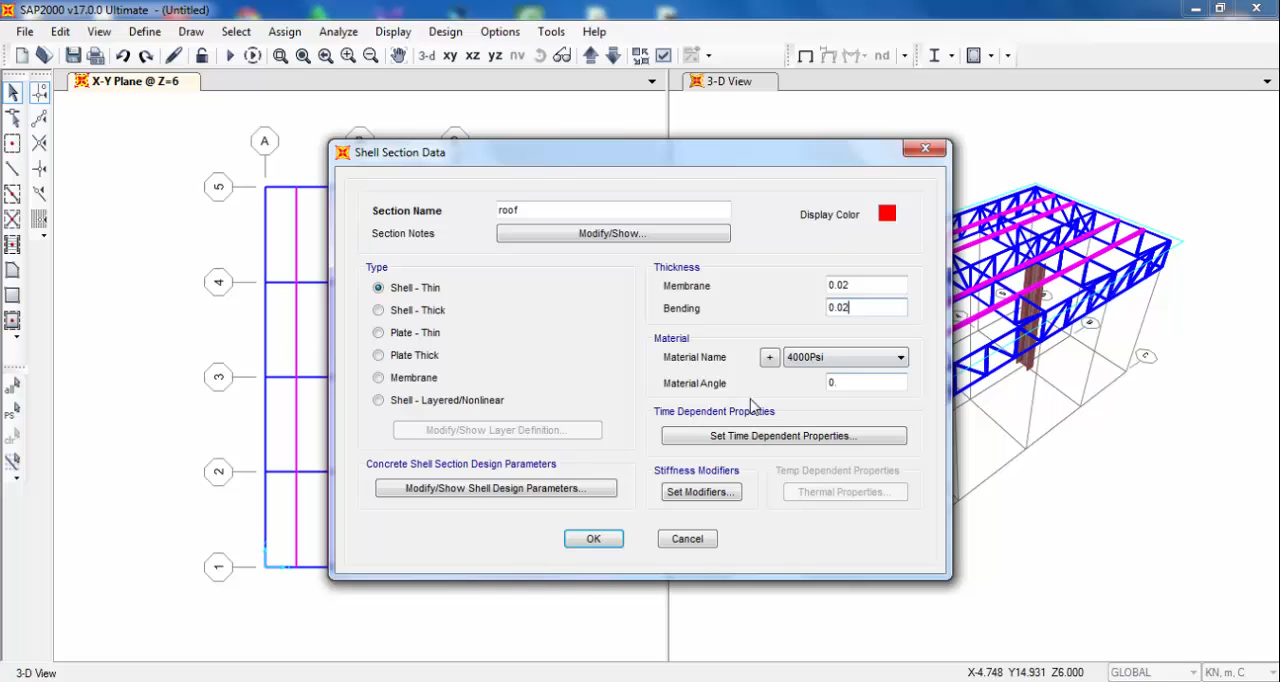 SAP2000 v17.0.0 Ultimate - (Untitled)
File Edit View Define Draw Select Assign Analyze Display Design Options Tools Help
3-d xy xz yz nv nd
X-Y Plane @ Z=6
3-D View
A
5
4
3
2
1
Shell Section Data
Section Name roof
Display Color
Section Notes Modify/Show...
Type
Shell - Thin
Shell - Thick
Plate - Thin
Plate Thick
Membrane
Shell - Layered/Nonlinear
Modify/Show Layer Definition...
Concrete Shell Section Design Parameters
Modify/Show Shell Design Parameters...
Thickness
Membrane 0.02
Bending 0.02
Material
Material Name + 4000Psi
Material Angle 0.
Time Dependent Properties
Set Time Dependent Properties...
Stiffness Modifiers
Set Modifiers...
Temp Dependent Properties
Thermal Properties...
OK Cancel
all
PS
clr
3-D View
X-4.748 Y14.931 Z6.000
GLOBAL
KN, m, C